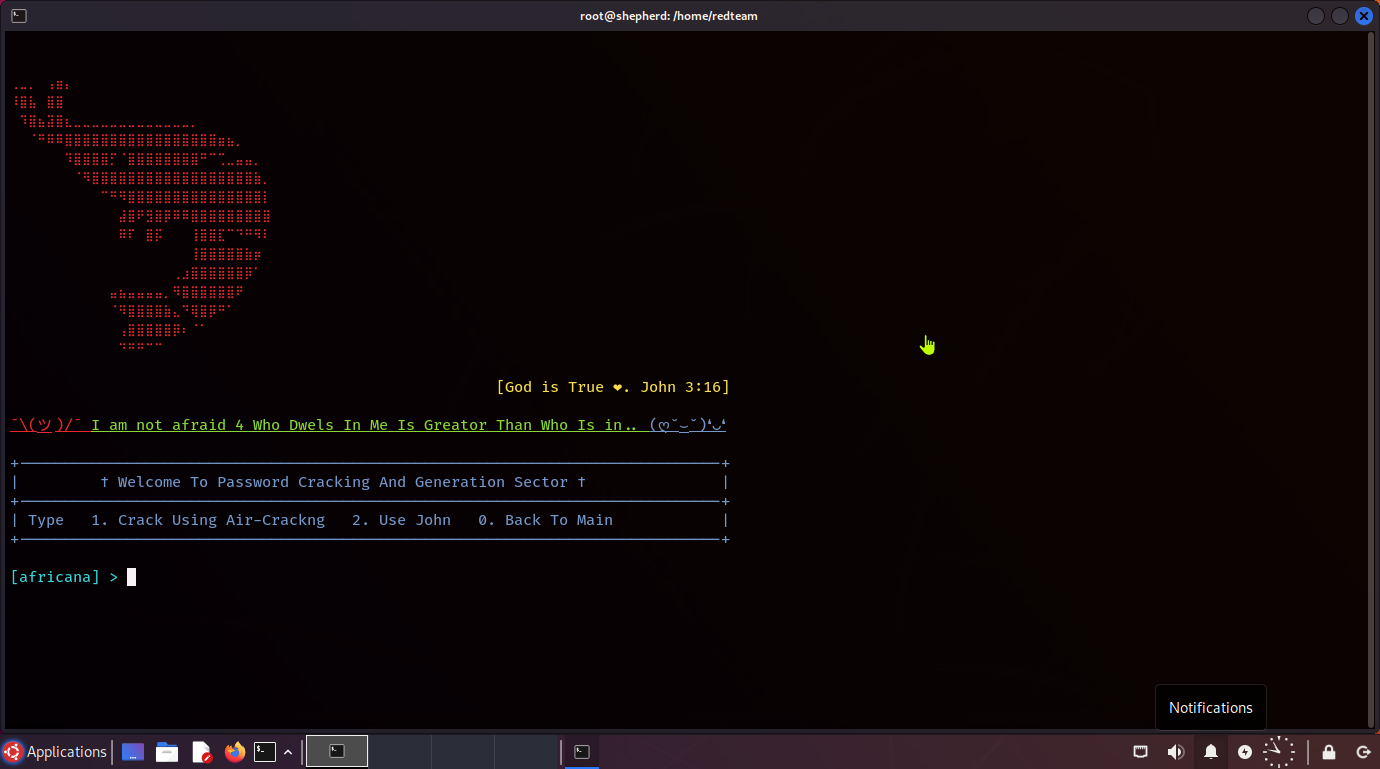 root@shepherd: /home/redteam
[God is True ❤. John 3:16]
¯\(ツ)/¯ I am not afraid 4 Who Dwels In Me Is Greator Than Who Is in.. (ღ˘⌣˘)❛ᴗ❛
† Welcome To Password Cracking And Generation Sector †
Type 1. Crack Using Air-Crackng 2. Use John 0. Back To Main
[africana] >
Notifications
Applications